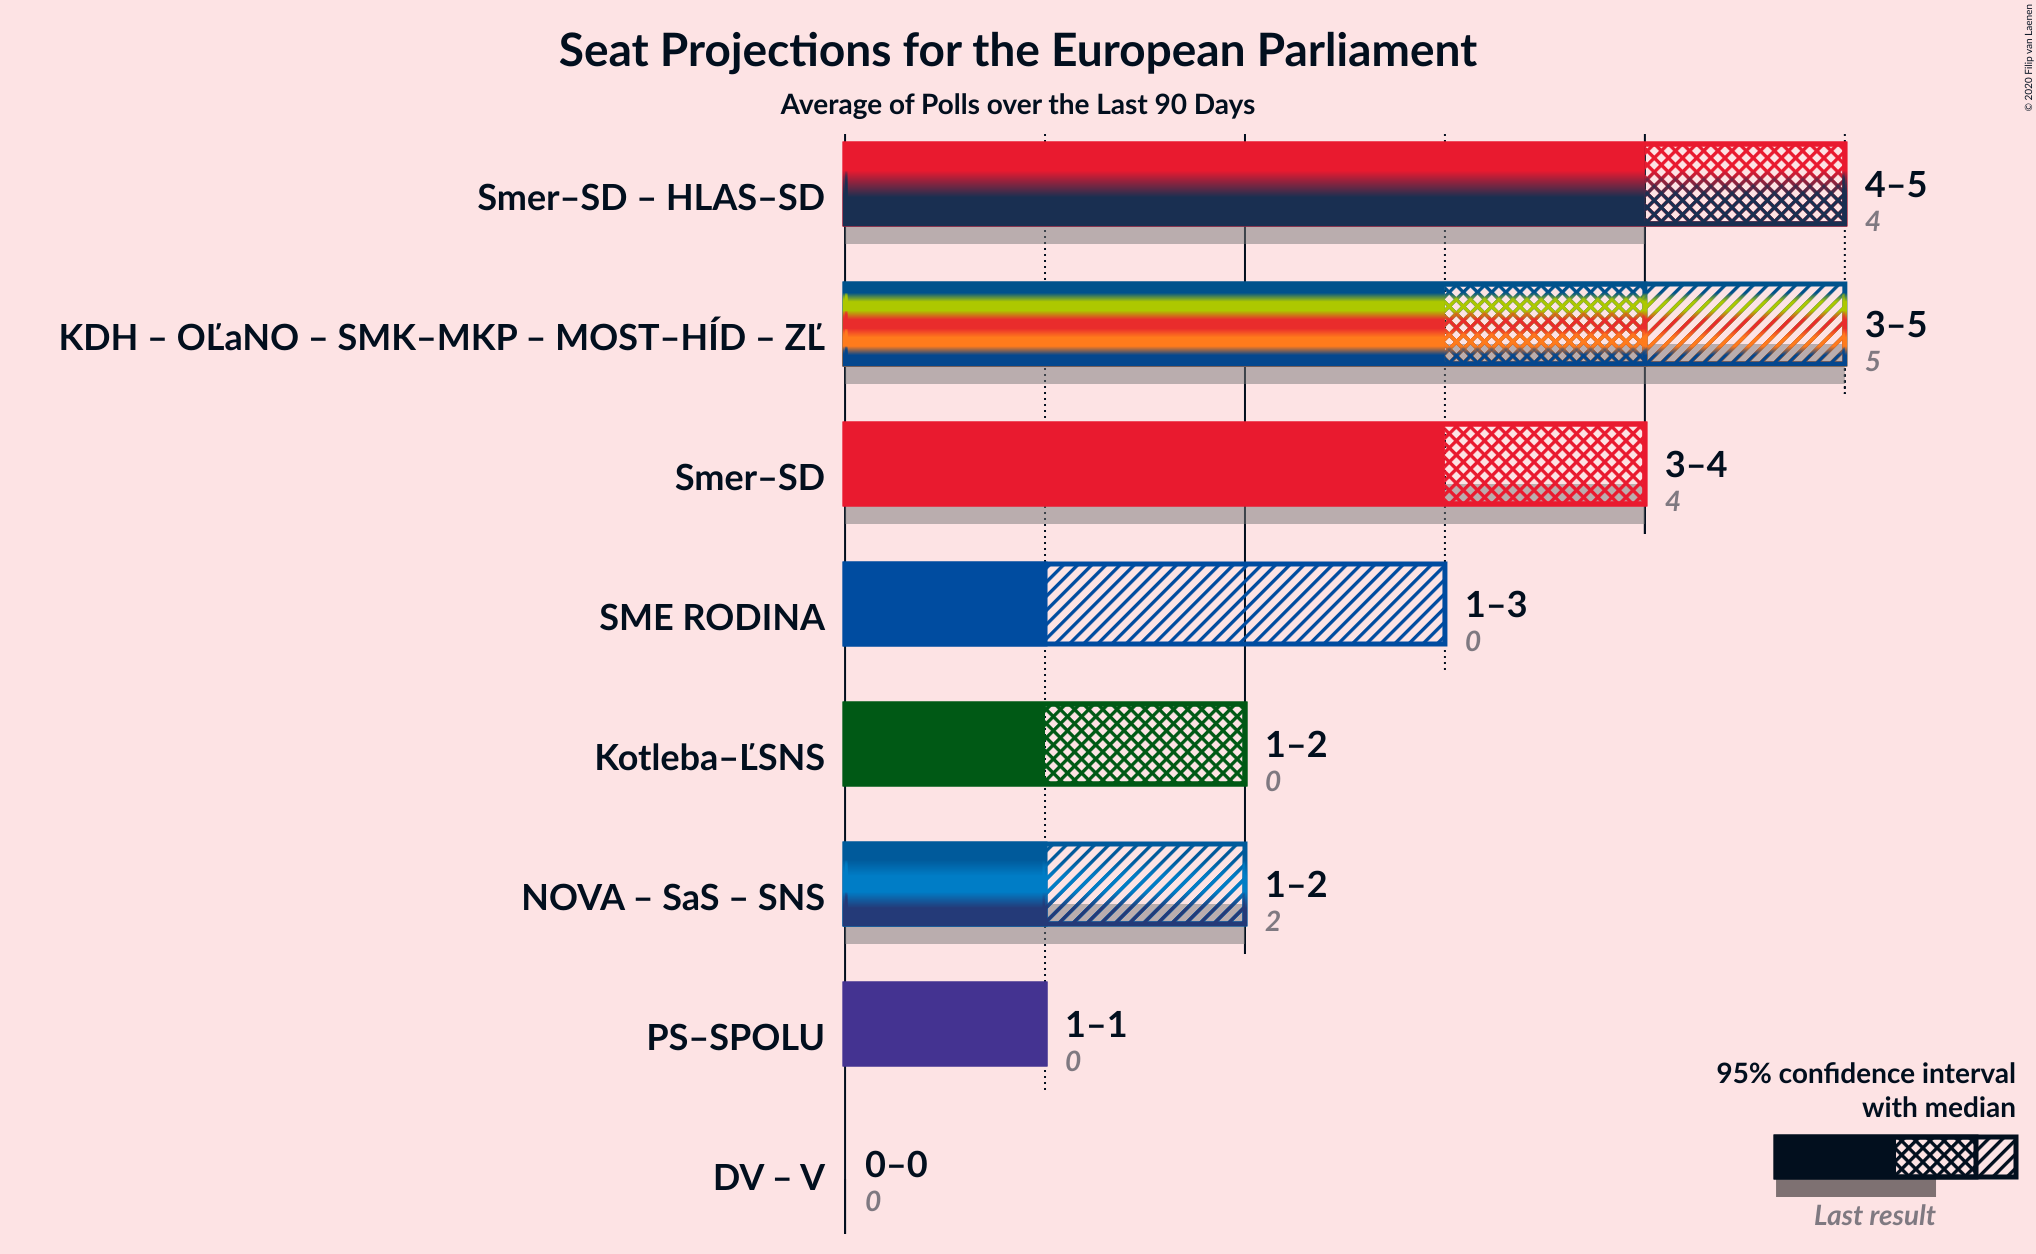 Seat Projections for the European Parliament
Average of Polls over the Last 90 Days
© 2020 Filip van Laenen
Smer–SD – HLAS–SD
4–5
4
KDH – OĽaNO – SMK–MKP – MOST–HÍD – ZĽ
3–5
5
Smer–SD
3–4
4
SME RODINA
1–3
0
Kotleba–ĽSNS
1–2
0
NOVA – SaS – SNS
1–2
2
PS–SPOLU
1–1
0
DV – V
0–0
0
95% confidence interval
with median
Last result